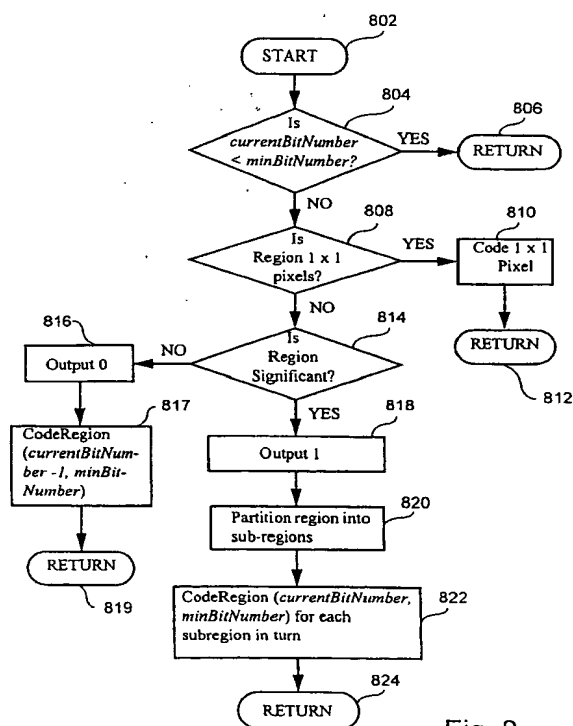 802
START
804
Is
currentBitNumber
< minBitNumber?
YES
806
RETURN
NO
808
Is
Region 1 x 1
pixels?
YES
810
Code 1 x 1
Pixel
NO
RETURN
812
814
Is
Region
Significant?
NO
816
Output 0
YES
817
CodeRegion
(currentBitNum-
ber -1, minBit-
Number)
RETURN
819
818
Output 1
820
Partition region into
sub-regions
822
CodeRegion (currentBitNumber,
minBitNumber) for each
subregion in turn
824
RETURN